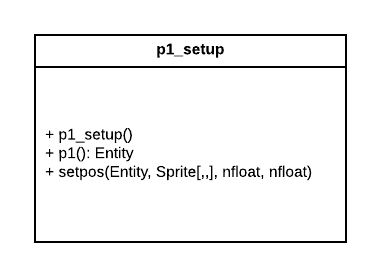 p1_setup
+ p1_setup()
+ p1(): Entity
+ setpos(Entity, Sprite[,,], nfloat, nfloat)